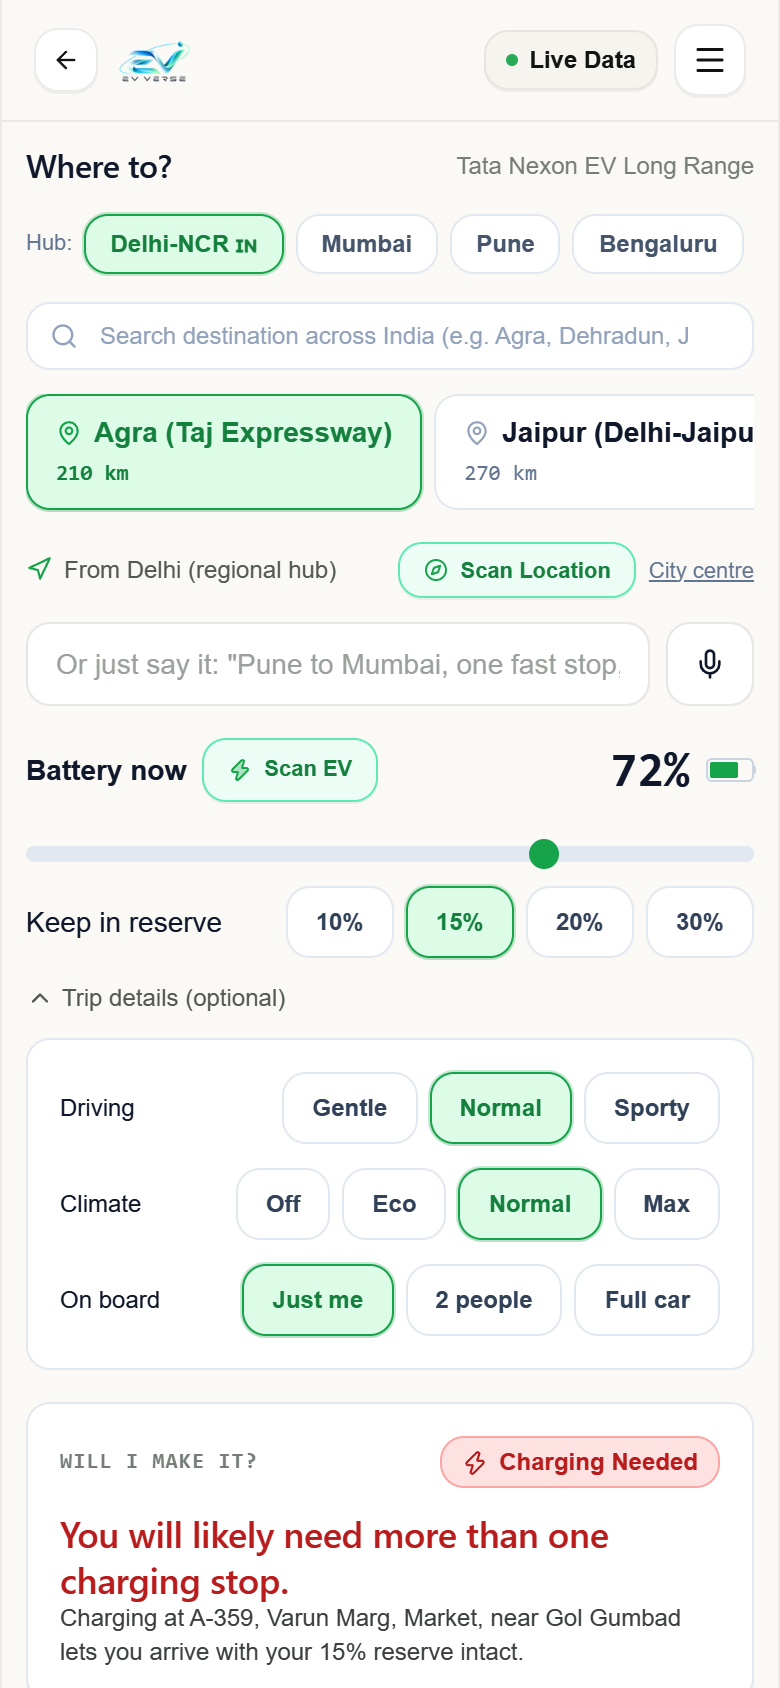 EV VERSE
Live Data
Where to?
Tata Nexon EV Long Range
Hub:
Delhi-NCR IN
Mumbai
Pune
Bengaluru
Search destination across India (e.g. Agra, Dehradun, J
Agra (Taj Expressway)
210 km
Jaipur (Delhi-Jaipu
270 km
From Delhi (regional hub)
Scan Location
City centre
Or just say it: "Pune to Mumbai, one fast stop,
Battery now
Scan EV
72%
Keep in reserve
10%
15%
20%
30%
Trip details (optional)
Driving
Gentle
Normal
Sporty
Climate
Off
Eco
Normal
Max
On board
Just me
2 people
Full car
WILL I MAKE IT?
Charging Needed
You will likely need more than one
charging stop.
Charging at A-359, Varun Marg, Market, near Gol Gumbad
lets you arrive with your 15% reserve intact.